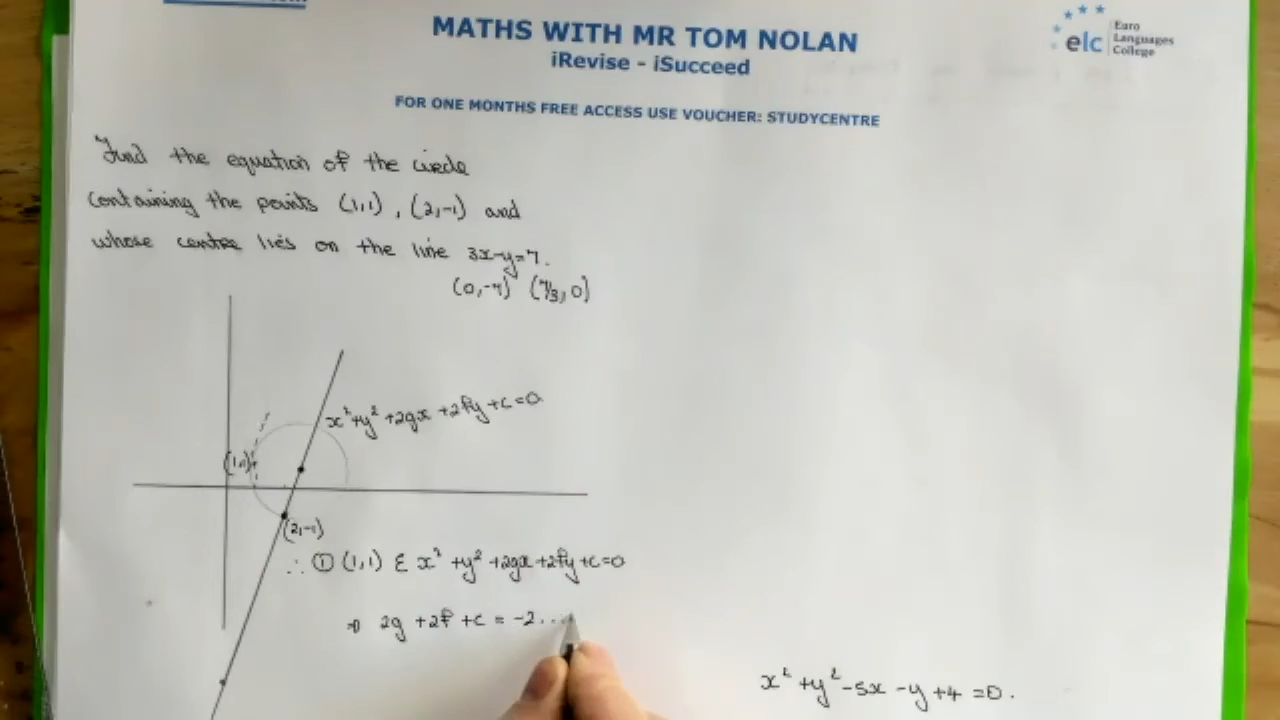 MATHS WITH MR TOM NOLAN
iRevise - iSucceed
elc Euro
Languages
College
FOR ONE MONTHS FREE ACCESS USE VOUCHER: STUDYCENTRE
Find the equation of the circle
containing the points (1,1), (2,-1) and
whose centre lies on the line 3x-y=7.
(0,-7) (7/3,0)
x²+y²+2gx+2fy+c=0
(1,1)
(2,-1)
∴ ① (1,1) ∈ x²+y²+2gx+2fy+c=0
⇒ 2g+2f+c = -2...
x²+y²-5x-y+4=0.